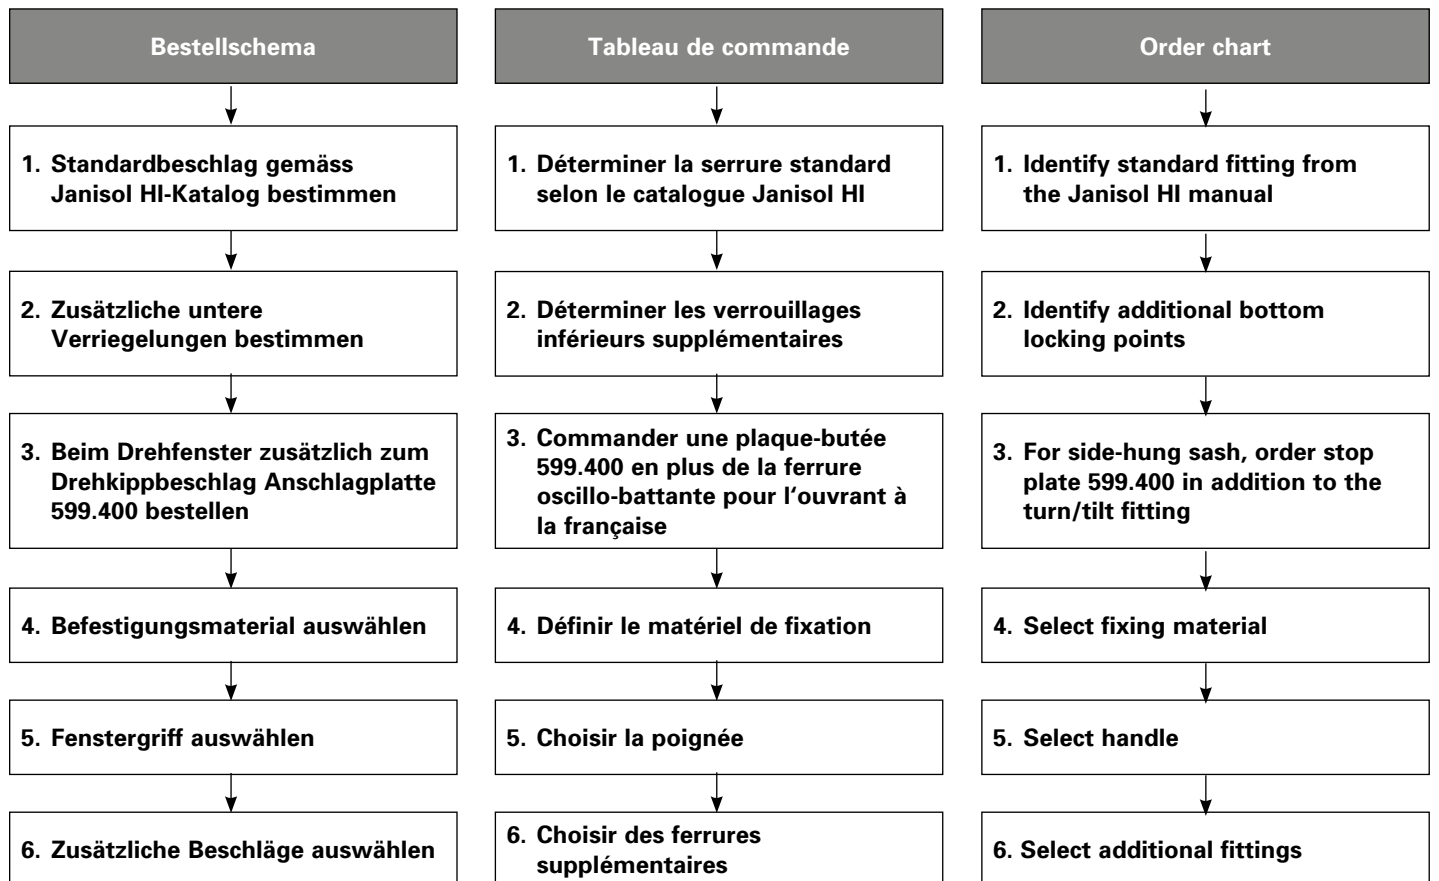 Bestellschema
1. Standardbeschlag gemäss
Janisol HI-Katalog bestimmen
2. Zusätzliche untere
Verriegelungen bestimmen
3. Beim Drehfenster zusätzlich zum
Drehkippbeschlag Anschlagplatte
599.400 bestellen
4. Befestigungsmaterial auswählen
5. Fenstergriff auswählen
6. Zusätzliche Beschläge auswählen
Tableau de commande
1. Déterminer la serrure standard
selon le catalogue Janisol HI
2. Déterminer les verrouillages
inférieurs supplémentaires
3. Commander une plaque-butée
599.400 en plus de la ferrure
oscillo-battante pour l‘ouvrant à
la française
4. Définir le matériel de fixation
5. Choisir la poignée
6. Choisir des ferrures
supplémentaires
Order chart
1. Identify standard fitting from
the Janisol HI manual
2. Identify additional bottom
locking points
3. For side-hung sash, order stop
plate 599.400 in addition to the
turn/tilt fitting
4. Select fixing material
5. Select handle
6. Select additional fittings